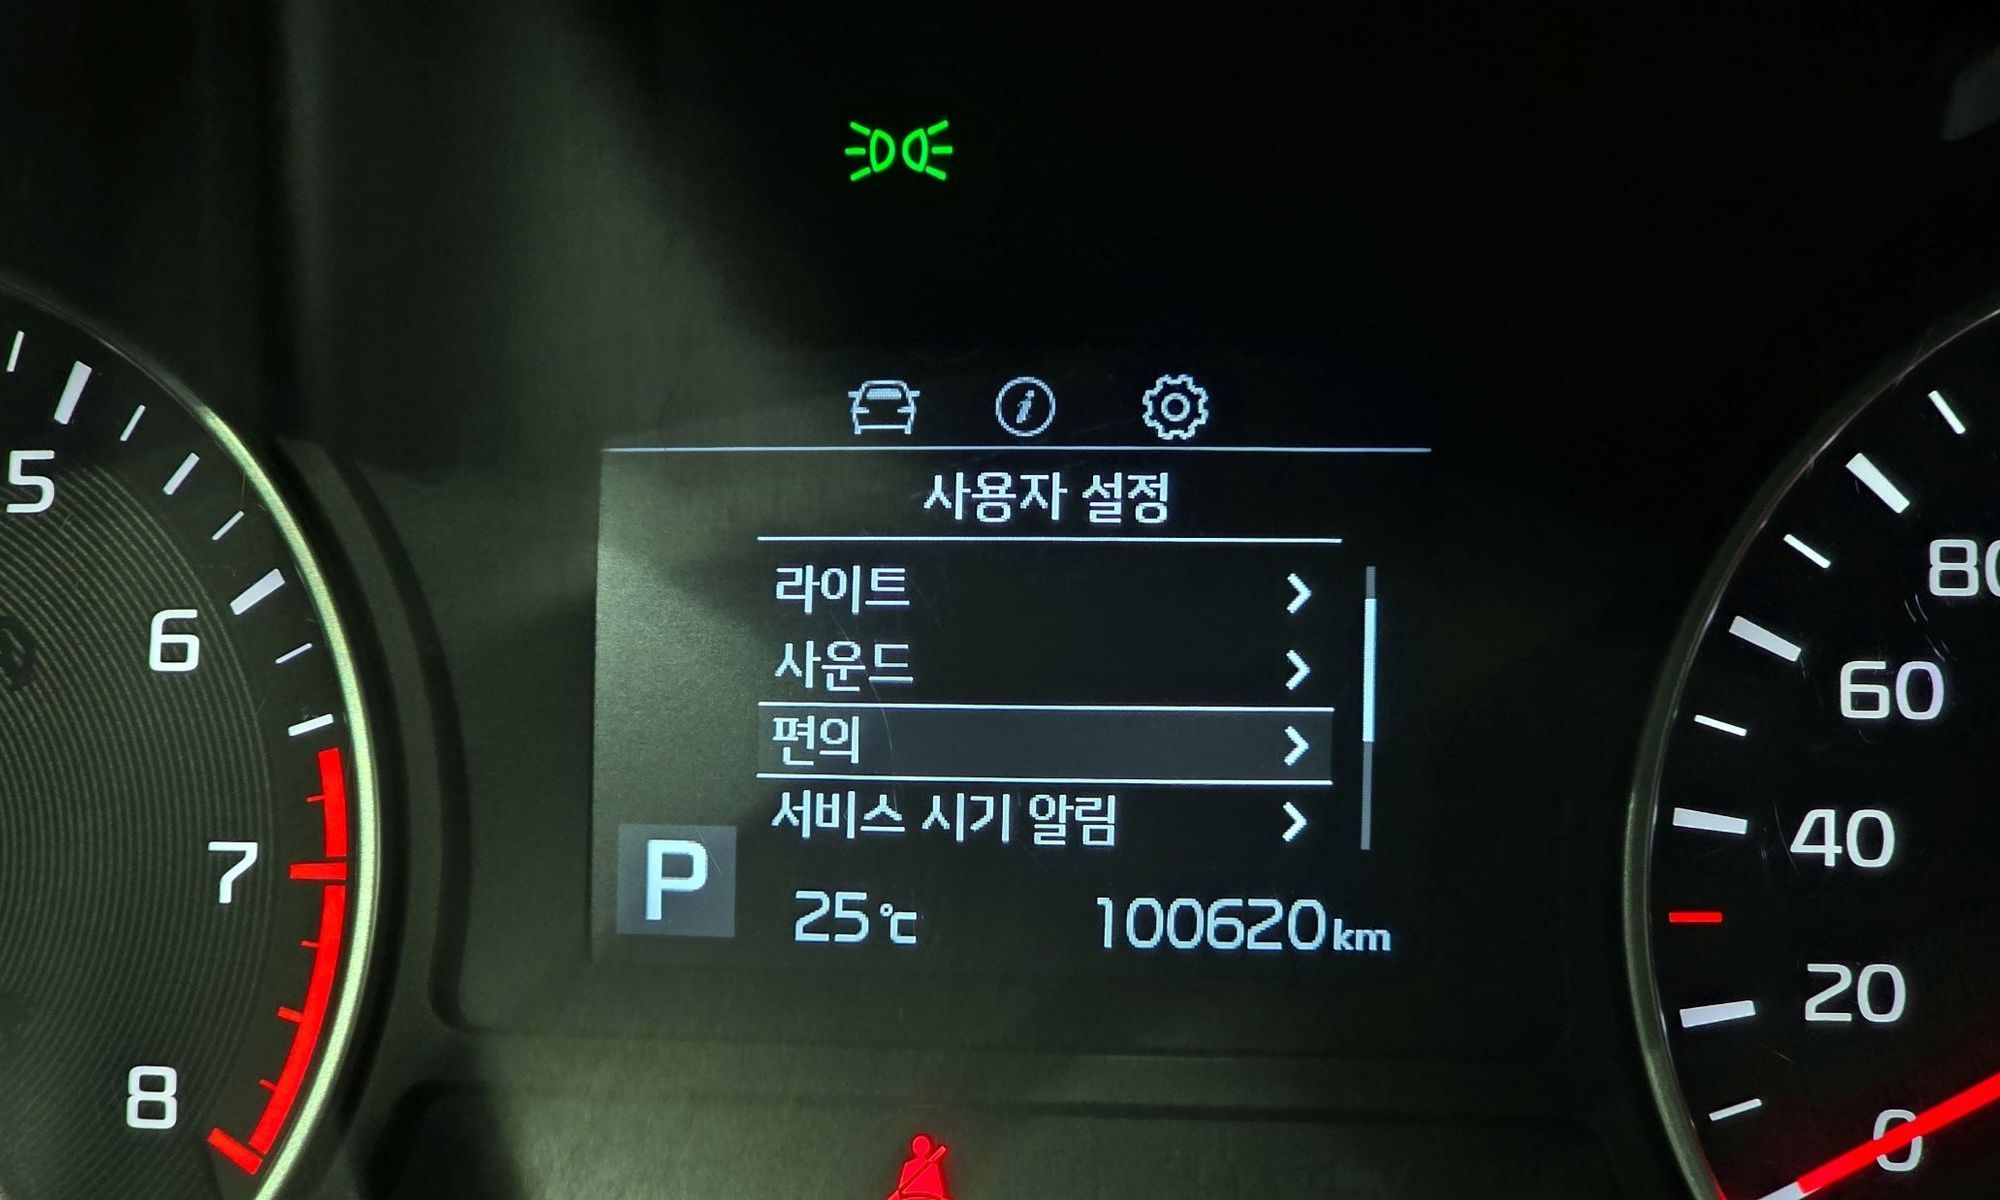 사용자 설정
라이트
사운드
편의
서비스 시기 알림
P
25℃ 100620km
5
6
7
8
80
60
40
20
0